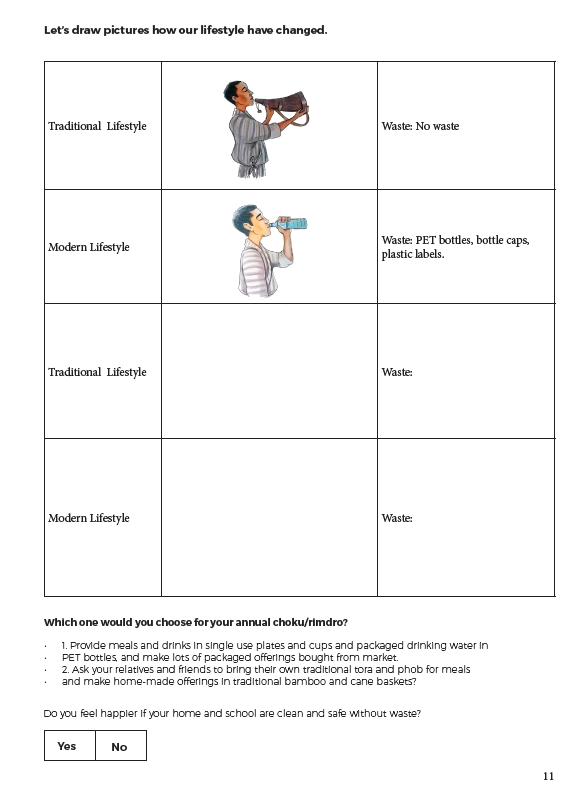 Let's draw pictures how our lifestyle have changed.
Traditional Lifestyle
Waste: No waste
Modern Lifestyle
Waste: PET bottles, bottle caps,
plastic labels.
Traditional Lifestyle
Waste:
Modern Lifestyle
Waste:
Which one would you choose for your annual choku/rimdro?
· 1. Provide meals and drinks in single use plates and cups and packaged drinking water in
· PET bottles, and make lots of packaged offerings bought from market.
· 2. Ask your relatives and friends to bring their own traditional tora and phob for meals
· and make home-made offerings in traditional bamboo and cane baskets?
Do you feel happier if your home and school are clean and safe without waste?
Yes No
11